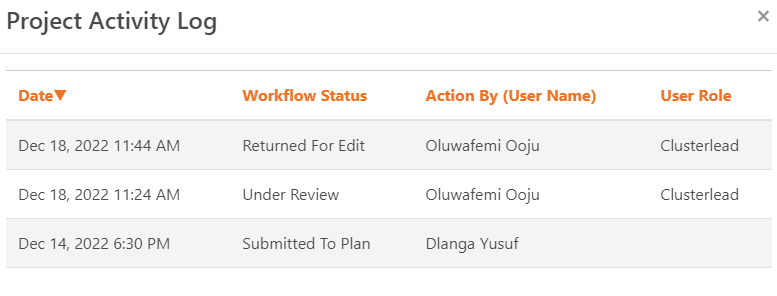 Project Activity Log ×
Date▼ Workflow Status Action By (User Name) User Role
Dec 18, 2022 11:44 AM Returned For Edit Oluwafemi Ooju Clusterlead
Dec 18, 2022 11:24 AM Under Review Oluwafemi Ooju Clusterlead
Dec 14, 2022 6:30 PM Submitted To Plan Dlanga Yusuf